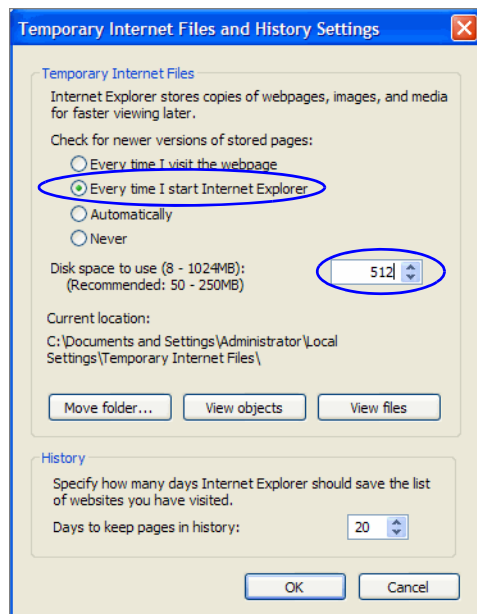 Temporary Internet Files and History Settings
Temporary Internet Files
Internet Explorer stores copies of webpages, images, and media
for faster viewing later.
Check for newer versions of stored pages:
Every time I visit the webpage
Every time I start Internet Explorer
Automatically
Never
Disk space to use (8 - 1024MB): 512
(Recommended: 50 - 250MB)
Current location:
C:\Documents and Settings\Administrator\Local
Settings\Temporary Internet Files\
Move folder... View objects View files
History
Specify how many days Internet Explorer should save the list
of websites you have visited.
Days to keep pages in history: 20
OK Cancel